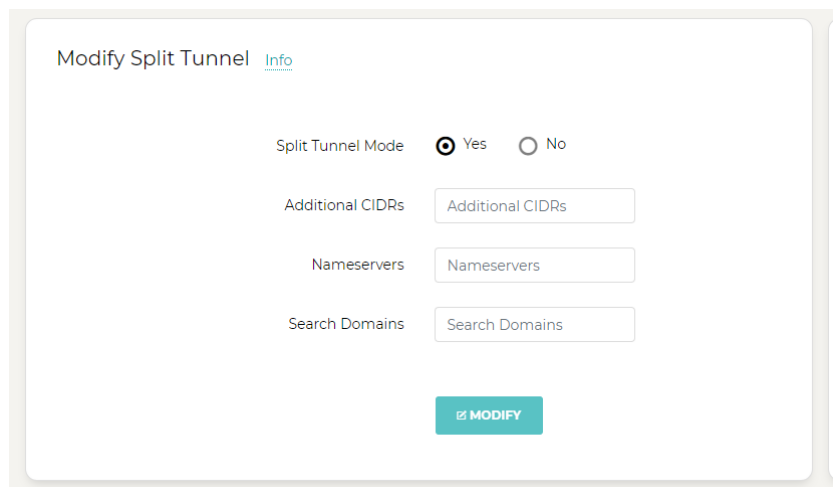 Modify Split Tunnel Info
Split Tunnel Mode Yes No
Additional CIDRs Additional CIDRs
Nameservers Nameservers
Search Domains Search Domains
MODIFY